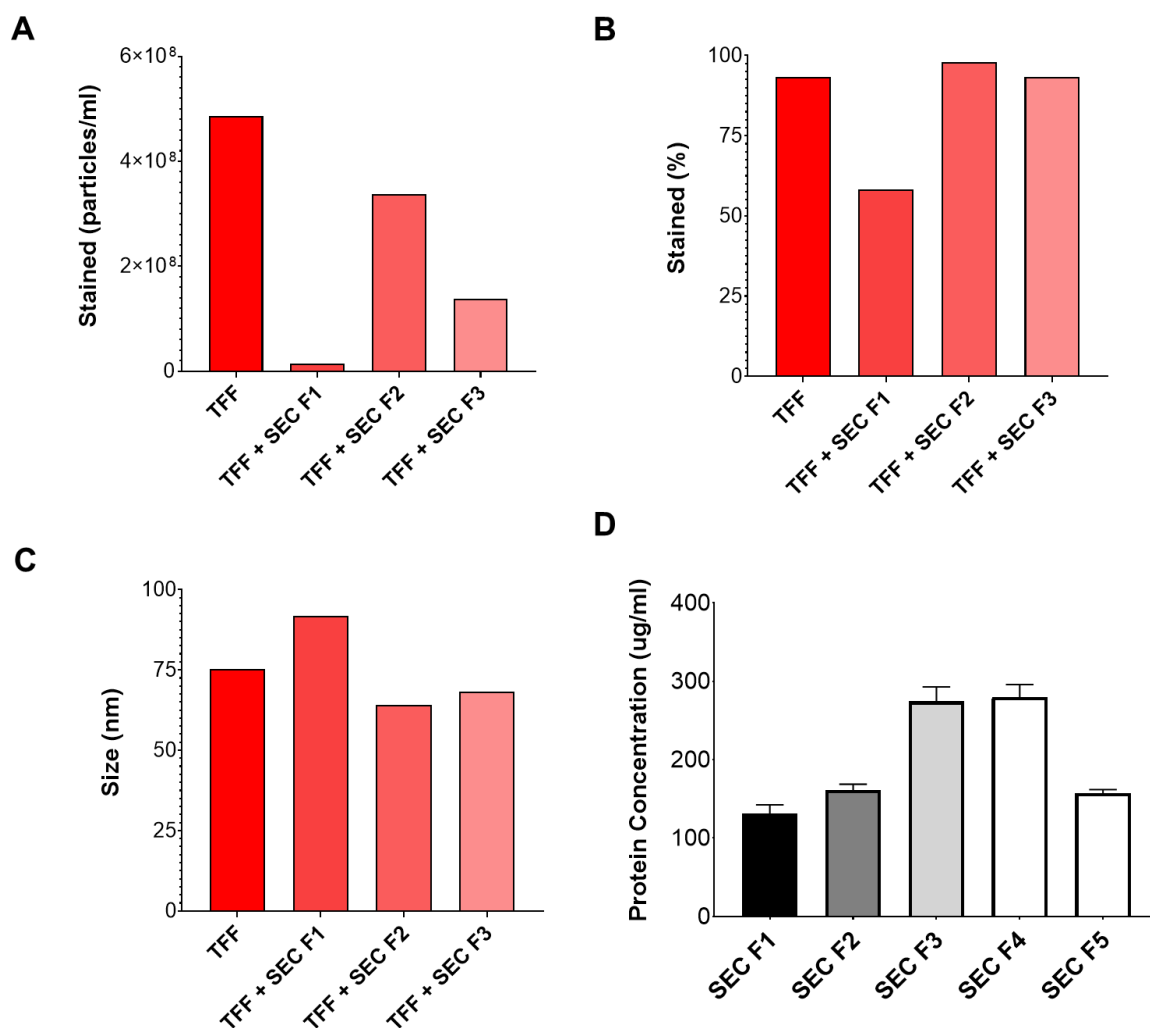 A
Stained (particles/ml)
6×10⁸
4×10⁸
2×10⁸
0
TFF
TFF + SEC F1
TFF + SEC F2
TFF + SEC F3
B
Stained (%)
100
75
50
25
0
TFF
TFF + SEC F1
TFF + SEC F2
TFF + SEC F3
C
Size (nm)
100
75
50
25
0
TFF
TFF + SEC F1
TFF + SEC F2
TFF + SEC F3
D
Protein Concentration (ug/ml)
400
300
200
100
0
SEC F1
SEC F2
SEC F3
SEC F4
SEC F5